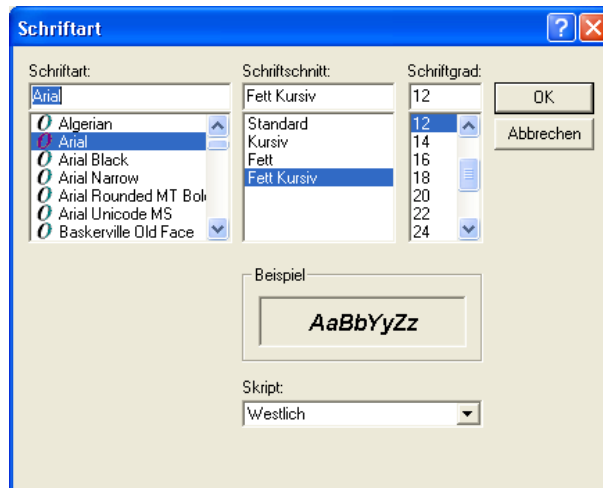 Schriftart
Schriftart:
Arial
Algerian
Arial
Arial Black
Arial Narrow
Arial Rounded MT Bol
Arial Unicode MS
Baskerville Old Face
Schriftschnitt:
Fett Kursiv
Standard
Kursiv
Fett
Fett Kursiv
Schriftgrad:
12
12
14
16
18
20
22
24
OK
Abbrechen
Beispiel
AaBbYyZz
Skript:
Westlich